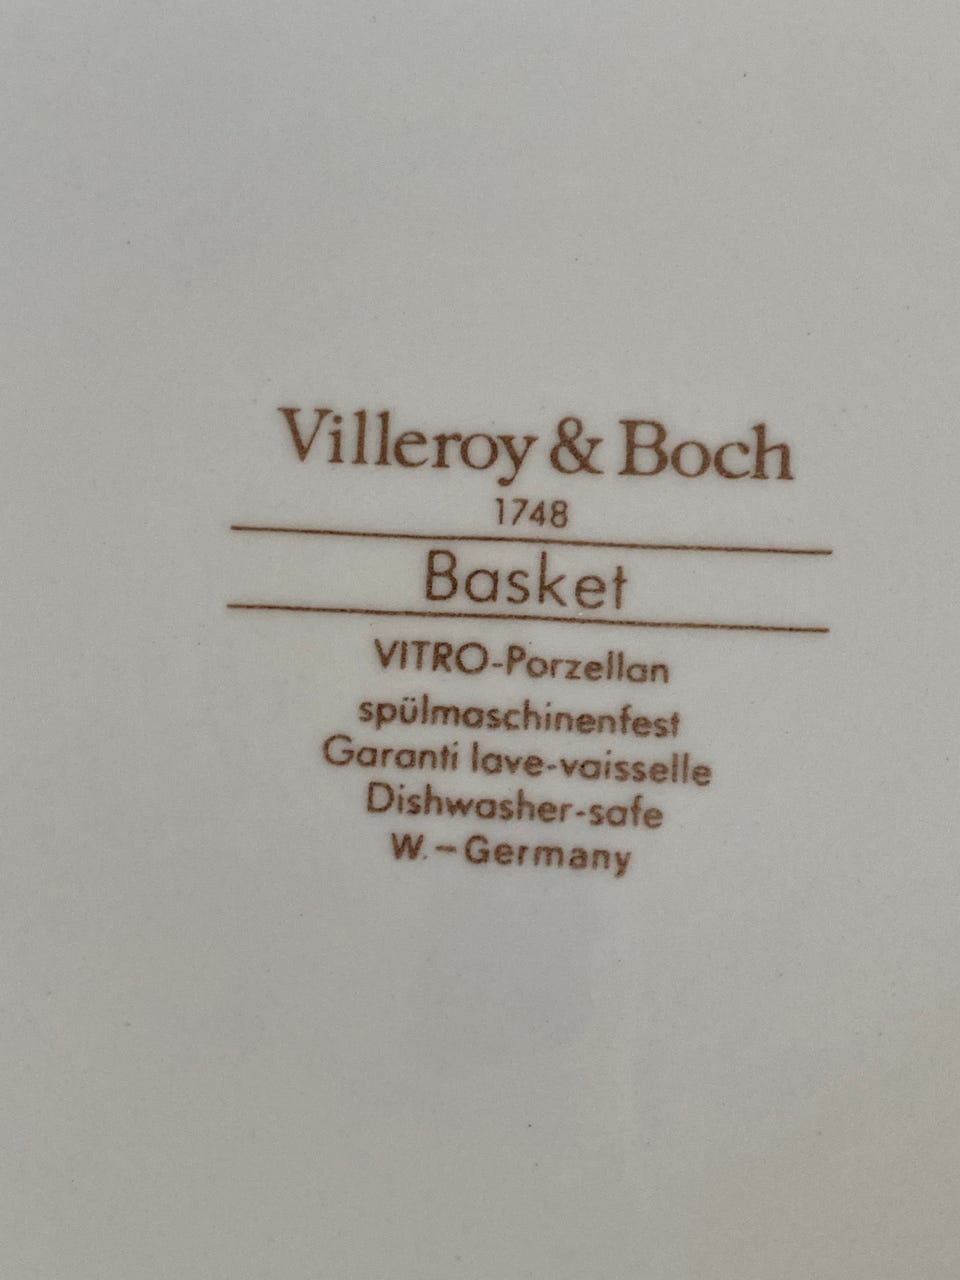 Villeroy & Boch
1748
Basket
VITRO-Porzellan
spülmaschinenfest
Garanti lave-vaisselle
Dishwasher-safe
W.-Germany